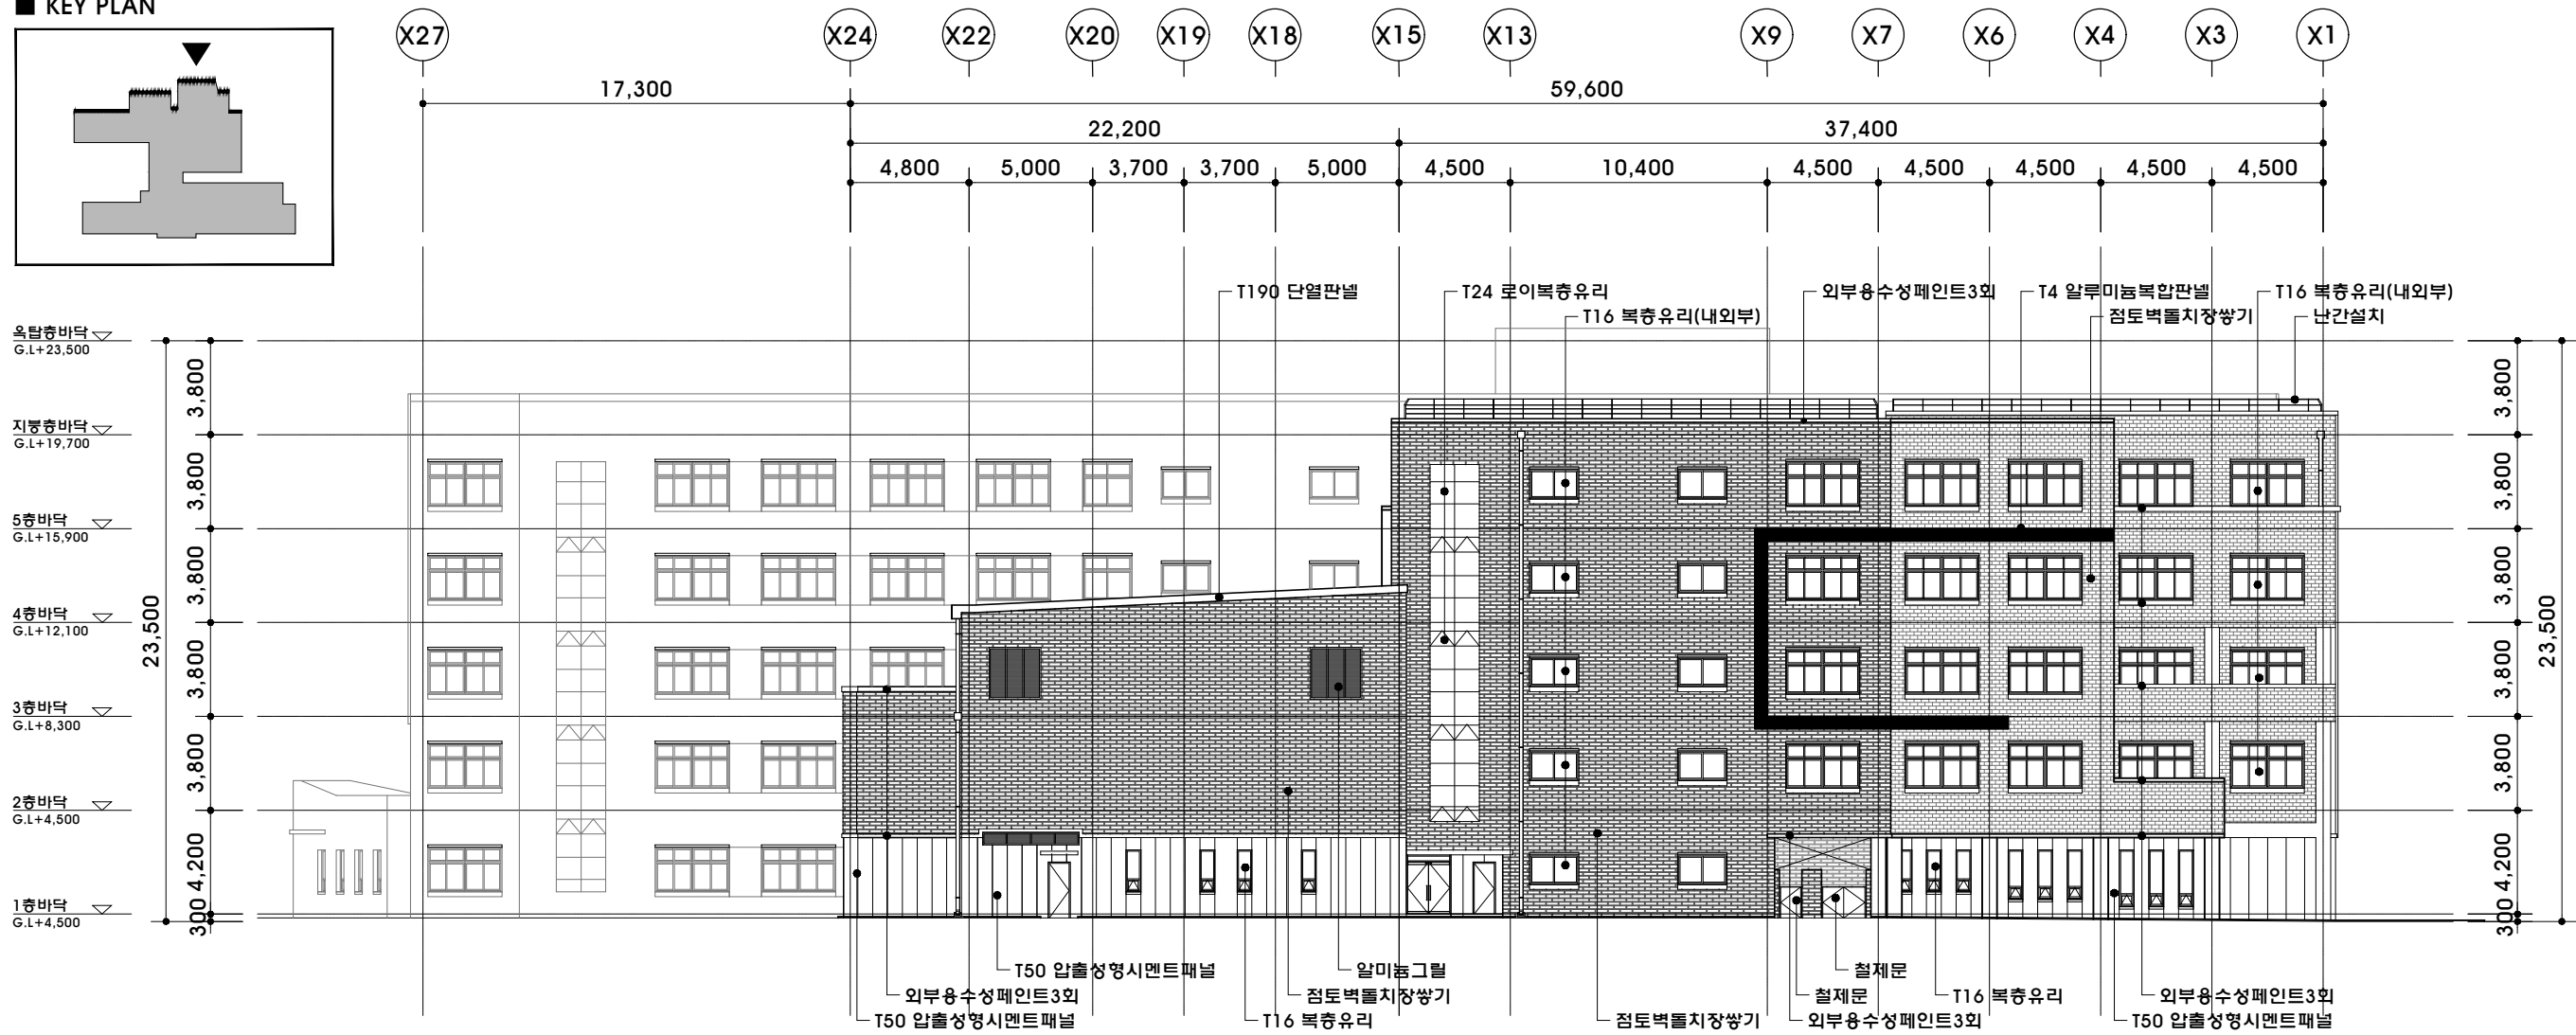 ■ KEY PLAN
X27 X24 X22 X20 X19 X18 X15 X13 X9 X7 X6 X4 X3 X1
17,300 59,600
22,200 37,400
4,800 5,000 3,700 3,700 5,000 4,500 10,400 4,500 4,500 4,500 4,500 4,500
T190 단열판넬 T24 로이복층유리 외부용수성페인트3회 T4 알루미늄복합판넬 T16 복층유리(내외부)
T16 복층유리(내외부) 점토벽돌치장쌓기 난간설치
옥탑층바닥
G.L+23,500
지붕층바닥
G.L+19,700
5층바닥
G.L+15,900
4층바닥
G.L+12,100
3층바닥
G.L+8,300
2층바닥
G.L+4,500
1층바닥
G.L+4,500
23,500
3,800
3,800
3,800
3,800
3,800
4,200
300
3,800
3,800
3,800
3,800
3,800
4,200
300
23,500
T50 압출성형시멘트패널 알미늄그릴 철제문
외부용수성페인트3회 점토벽돌치장쌓기 철제문 T16 복층유리 외부용수성페인트3회
T50 압출성형시멘트패널 T16 복층유리 점토벽돌치장쌓기 외부용수성페인트3회 T50 압출성형시멘트패널